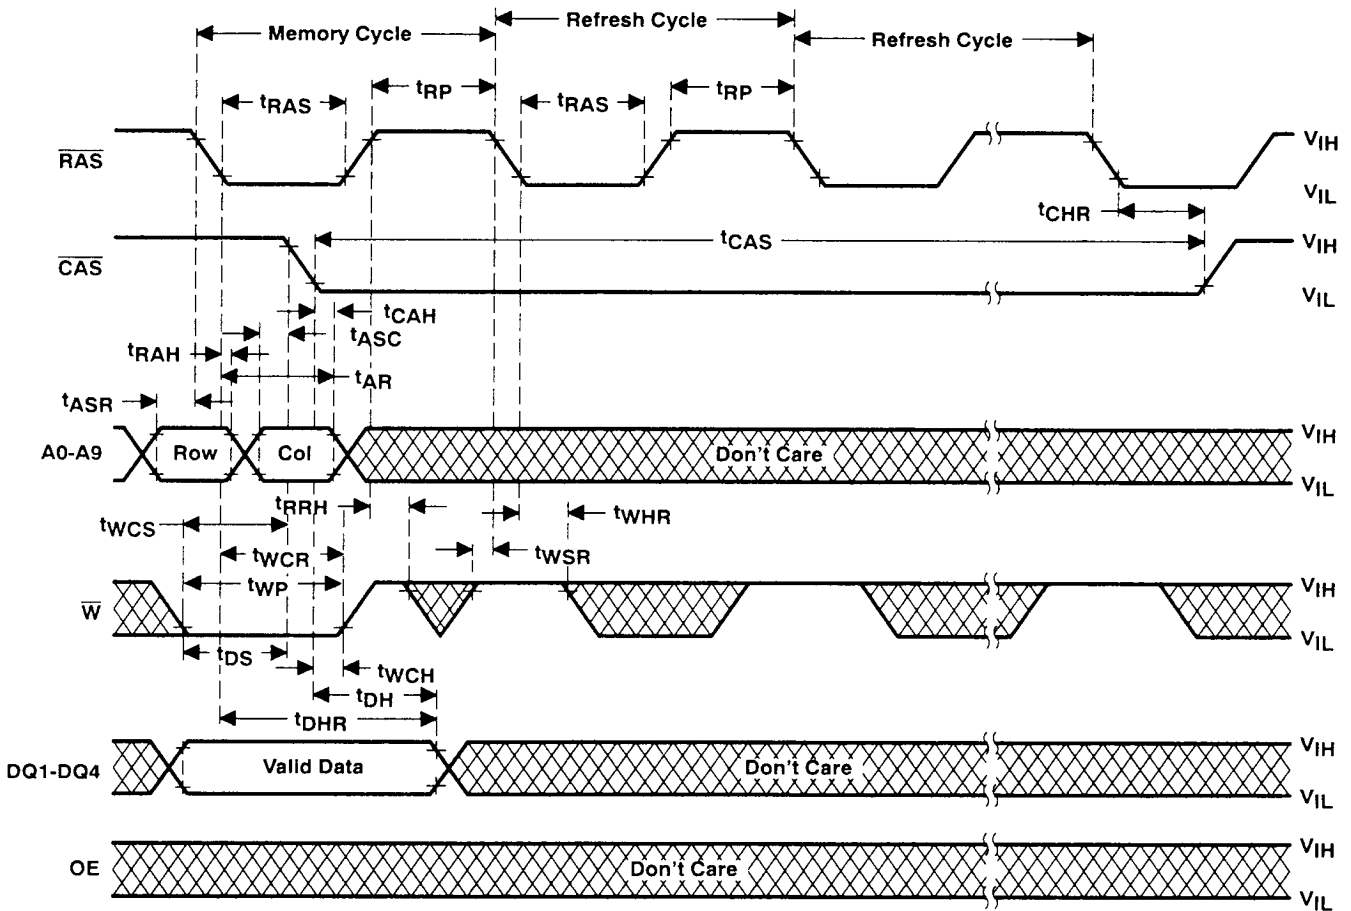 Refresh Cycle
Memory Cycle
Refresh Cycle
tRAS
tRP
tRAS
tRP
RAS
VIH
VIL
tCHR
tCAS
CAS
VIH
VIL
tCAH
tASC
tRAH
tAR
tASR
A0-A9
Row
Col
Don't Care
VIH
VIL
tRRH
tWHR
tWCS
tWCR
tWSR
tWP
W
VIH
VIL
tDS
tWCH
tDH
tDHR
DQ1-DQ4
Valid Data
Don't Care
VIH
VIL
OE
Don't Care
VIH
VIL